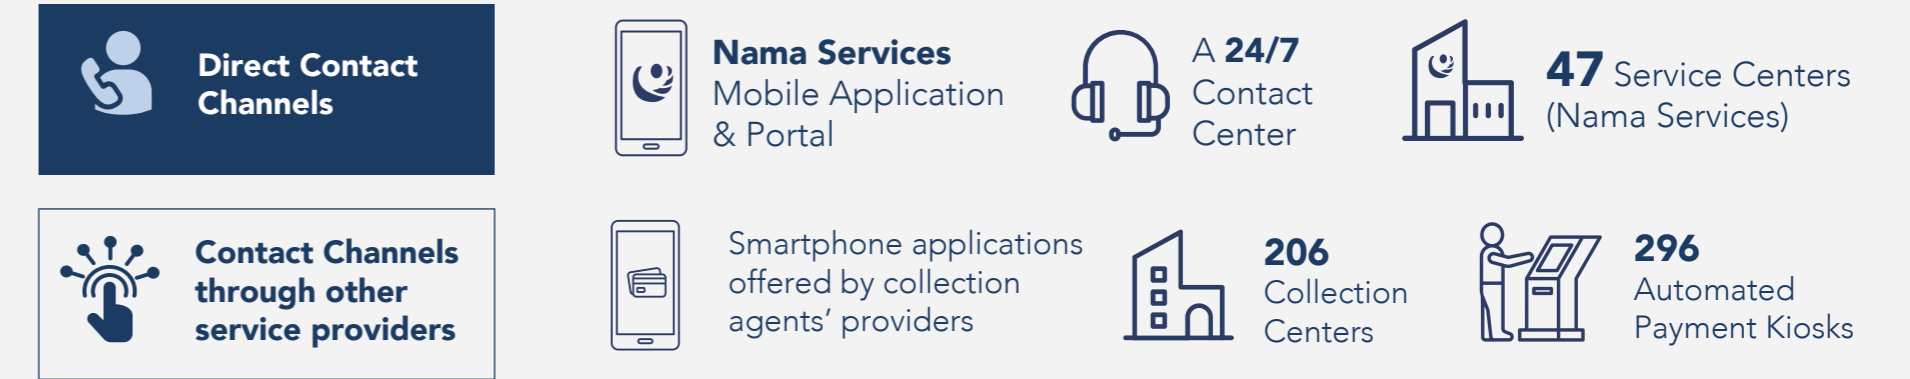 Direct Contact
Channels
Nama Services
Mobile Application
& Portal
A 24/7
Contact
Center
47 Service Centers
(Nama Services)
Contact Channels
through other
service providers
Smartphone applications
offered by collection
agents’ providers
206
Collection
Centers
296
Automated
Payment Kiosks